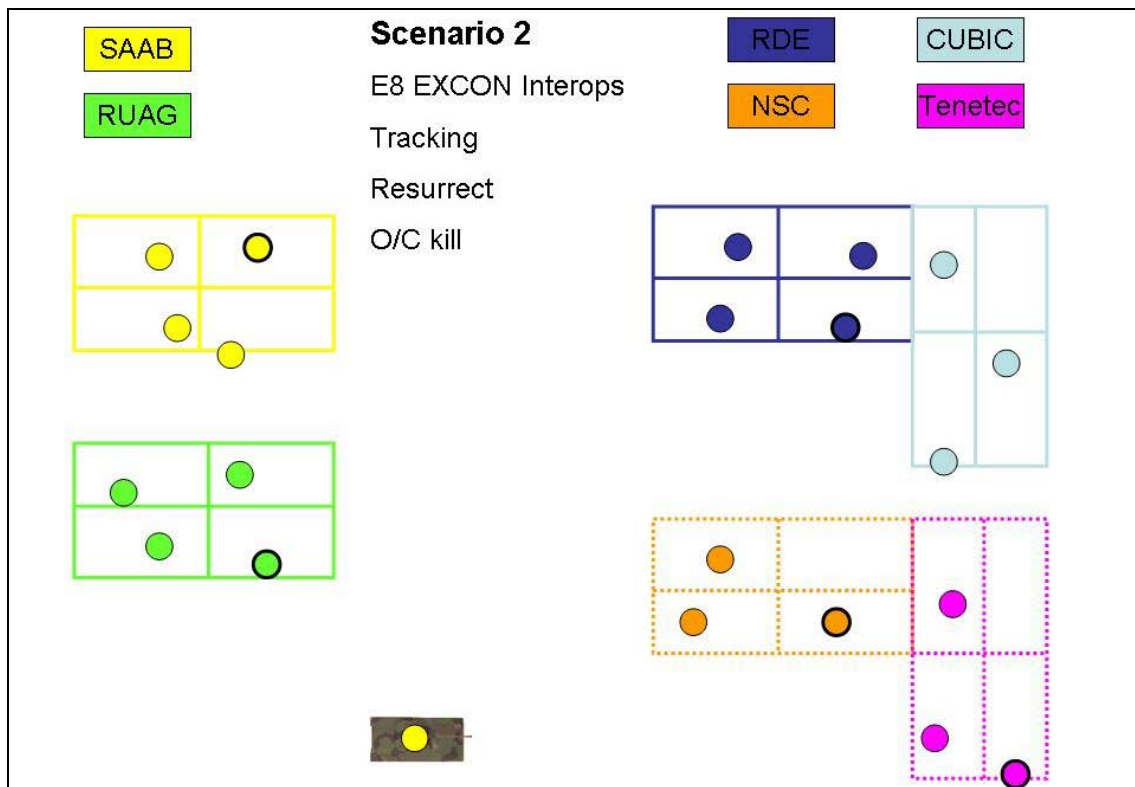 SAAB
RUAG
Scenario 2
E8 EXCON Interops
Tracking
Resurrect
O/C kill
RDE
CUBIC
NSC
Tenetec